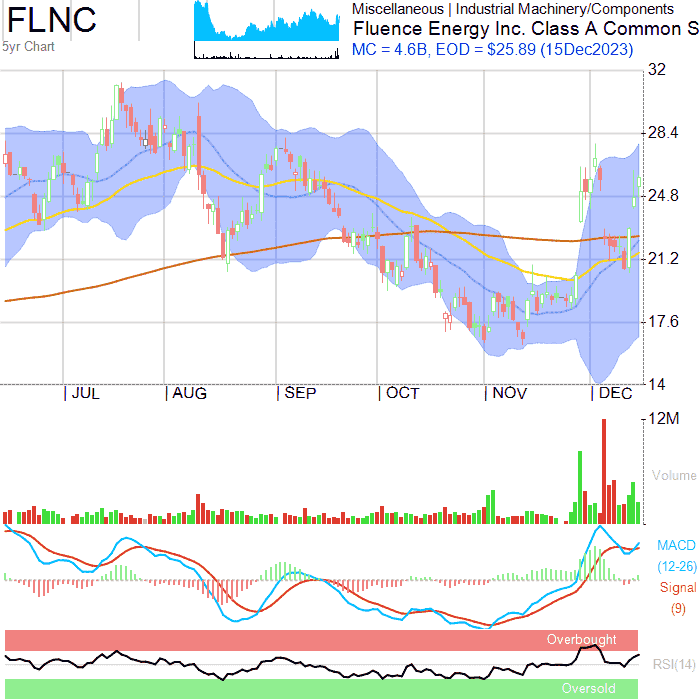 FLNC
5yr Chart
Miscellaneous | Industrial Machinery/Components
Fluence Energy Inc. Class A Common S
MC = 4.6B, EOD = $25.89 (15Dec2023)
32
28.4
24.8
21.2
17.6
14
JUL AUG SEP OCT NOV DEC
12M
Volume
MACD
(12-26)
Signal
(9)
Overbought
RSI(14)
Oversold